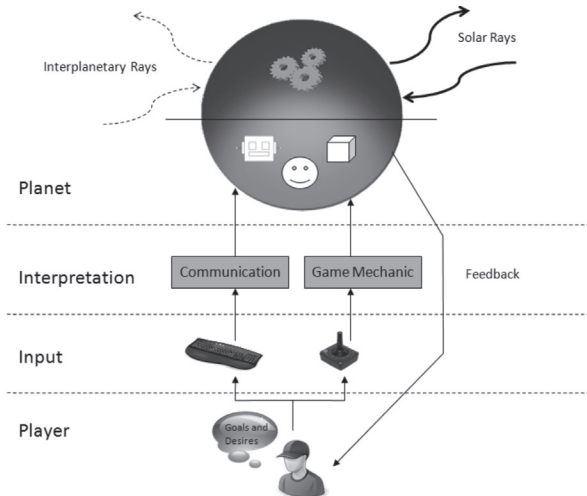 Interplanetary Rays
Solar Rays
Planet
Interpretation
Communication
Game Mechanic
Feedback
Input
Player
Goals and
Desires